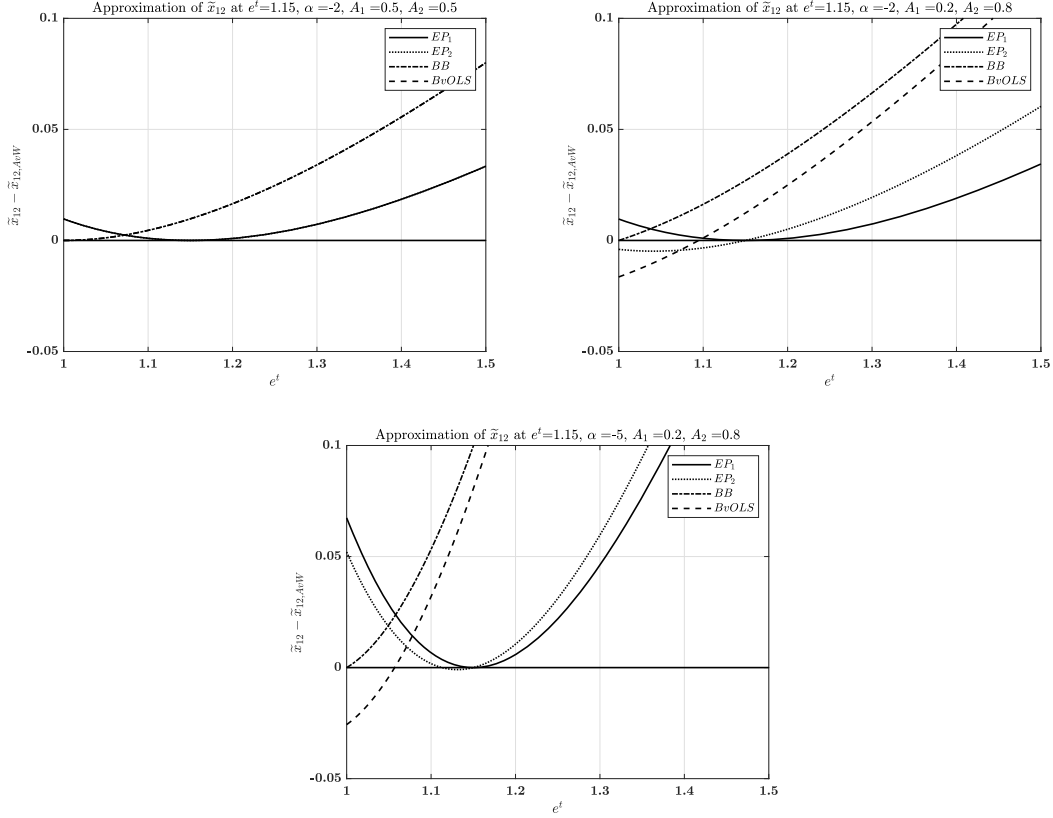 Approximation of x̃₁₂ at eᵗ=1.15, α =-2, A₁ =0.5, A₂ =0.5
0.1
0.05
0
-0.05
x̃₁₂ − x̃₁₂,AvW
EP₁
EP₂
BB
BvOLS
1 1.1 1.2 1.3 1.4 1.5
eᵗ
Approximation of x̃₁₂ at eᵗ=1.15, α =-2, A₁ =0.2, A₂ =0.8
0.1
0.05
0
-0.05
x̃₁₂ − x̃₁₂,AvW
EP₁
EP₂
BB
BvOLS
1 1.1 1.2 1.3 1.4 1.5
eᵗ
Approximation of x̃₁₂ at eᵗ=1.15, α =-5, A₁ =0.2, A₂ =0.8
0.1
0.05
0
-0.05
x̃₁₂ − x̃₁₂,AvW
EP₁
EP₂
BB
BvOLS
1 1.1 1.2 1.3 1.4 1.5
eᵗ